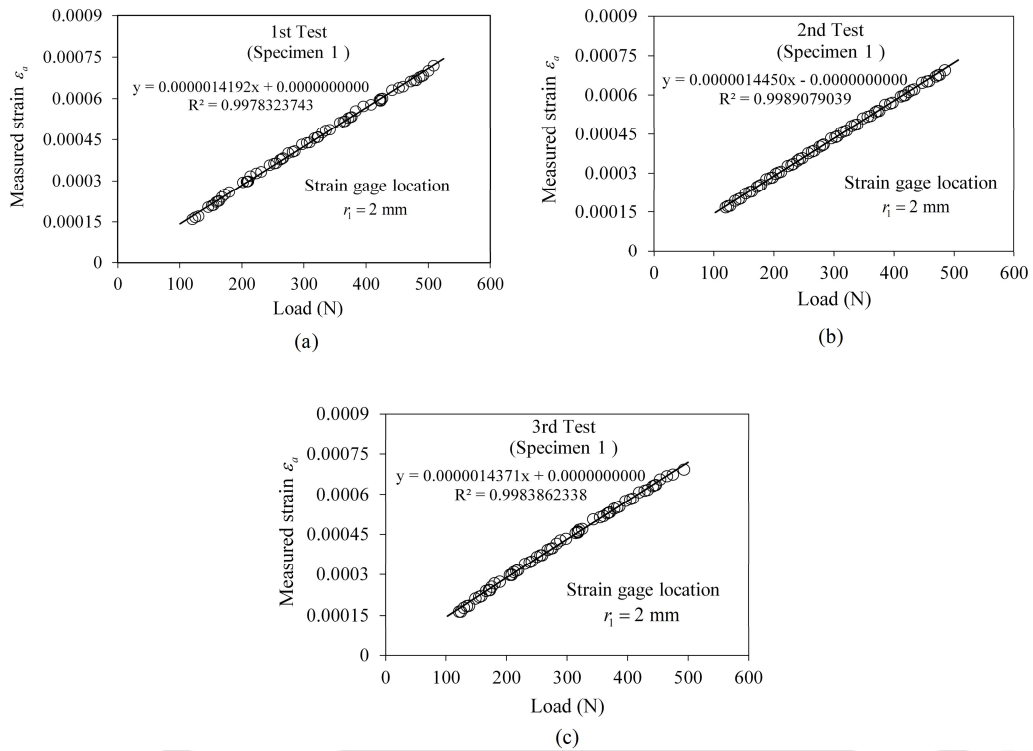 0.0009
0.00075
0.0006
0.00045
0.0003
0.00015
0
Measured strain εa
1st Test
(Specimen 1 )
y = 0.0000014192x + 0.0000000000
R² = 0.9978323743
Strain gage location
r1 = 2 mm
0 100 200 300 400 500 600
Load (N)
(a)
0.0009
0.00075
0.0006
0.00045
0.0003
0.00015
0
Measured strain εa
2nd Test
(Specimen 1 )
y = 0.0000014450x - 0.0000000000
R² = 0.9989079039
Strain gage location
r1 = 2 mm
0 100 200 300 400 500 600
Load (N)
(b)
0.0009
0.00075
0.0006
0.00045
0.0003
0.00015
0
Measured strain εa
3rd Test
(Specimen 1 )
y = 0.0000014371x + 0.0000000000
R² = 0.9983862338
Strain gage location
r1 = 2 mm
0 100 200 300 400 500 600
Load (N)
(c)